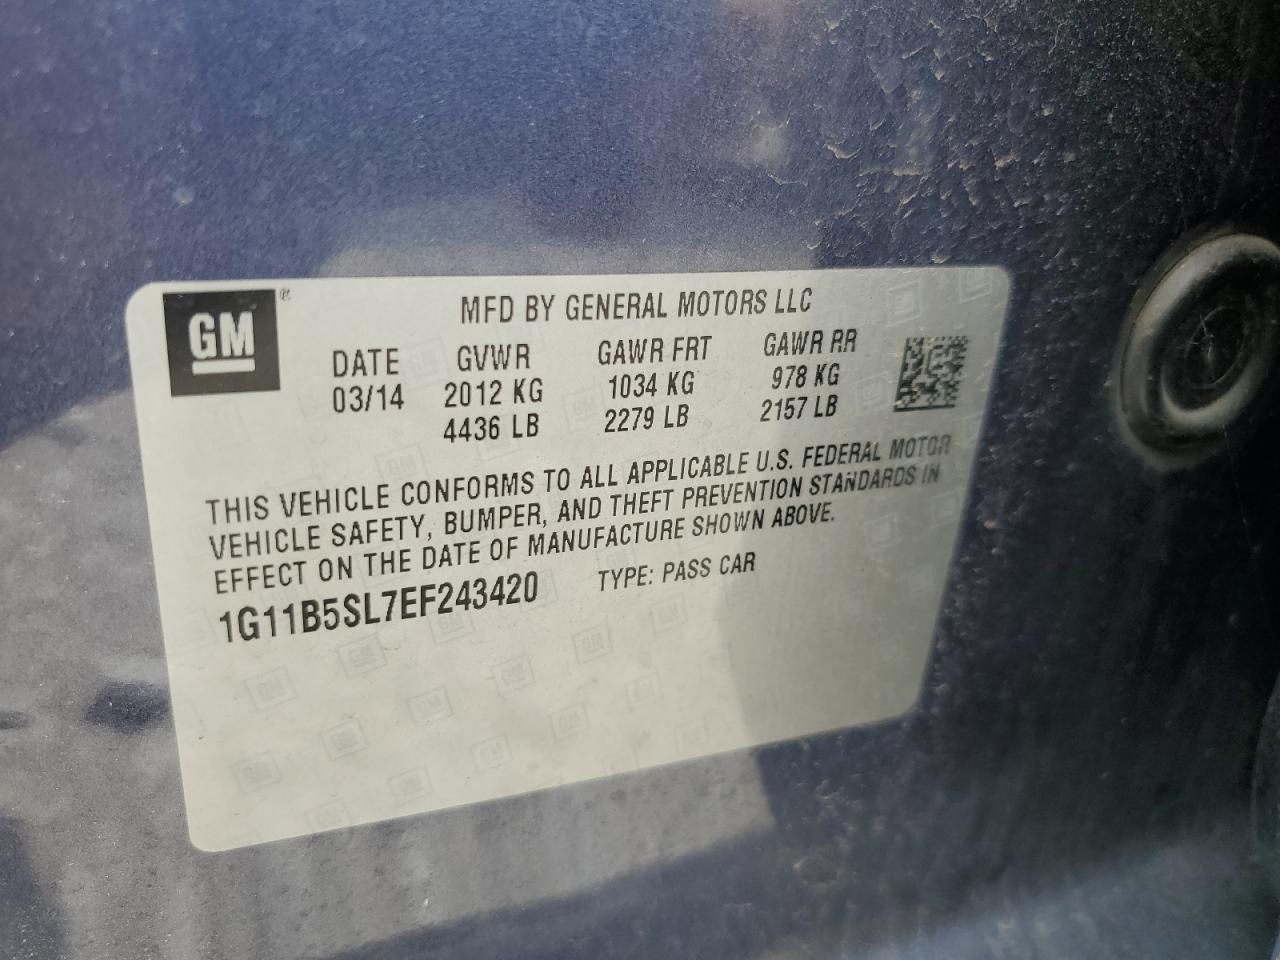 GM®
MFD BY GENERAL MOTORS LLC
DATE GVWR GAWR FRT GAWR RR
03/14 2012 KG 1034 KG 978 KG
4436 LB 2279 LB 2157 LB
THIS VEHICLE CONFORMS TO ALL APPLICABLE U.S. FEDERAL MOTOR
VEHICLE SAFETY, BUMPER, AND THEFT PREVENTION STANDARDS IN
EFFECT ON THE DATE OF MANUFACTURE SHOWN ABOVE.
1G11B5SL7EF243420 TYPE: PASS CAR